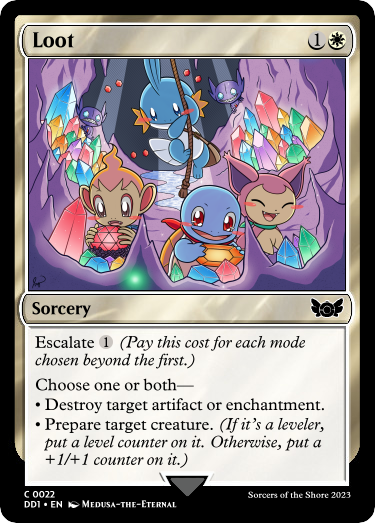 Loot 1
Sorcery
Escalate 1 (Pay this cost for each mode
chosen beyond the first.)
Choose one or both—
• Destroy target artifact or enchantment.
• Prepare target creature. (If it's a leveler,
put a level counter on it. Otherwise, put a
+1/+1 counter on it.)
C 0022
DD1 • EN Medusa-the-Eternal
Sorcers of the Shore 2023